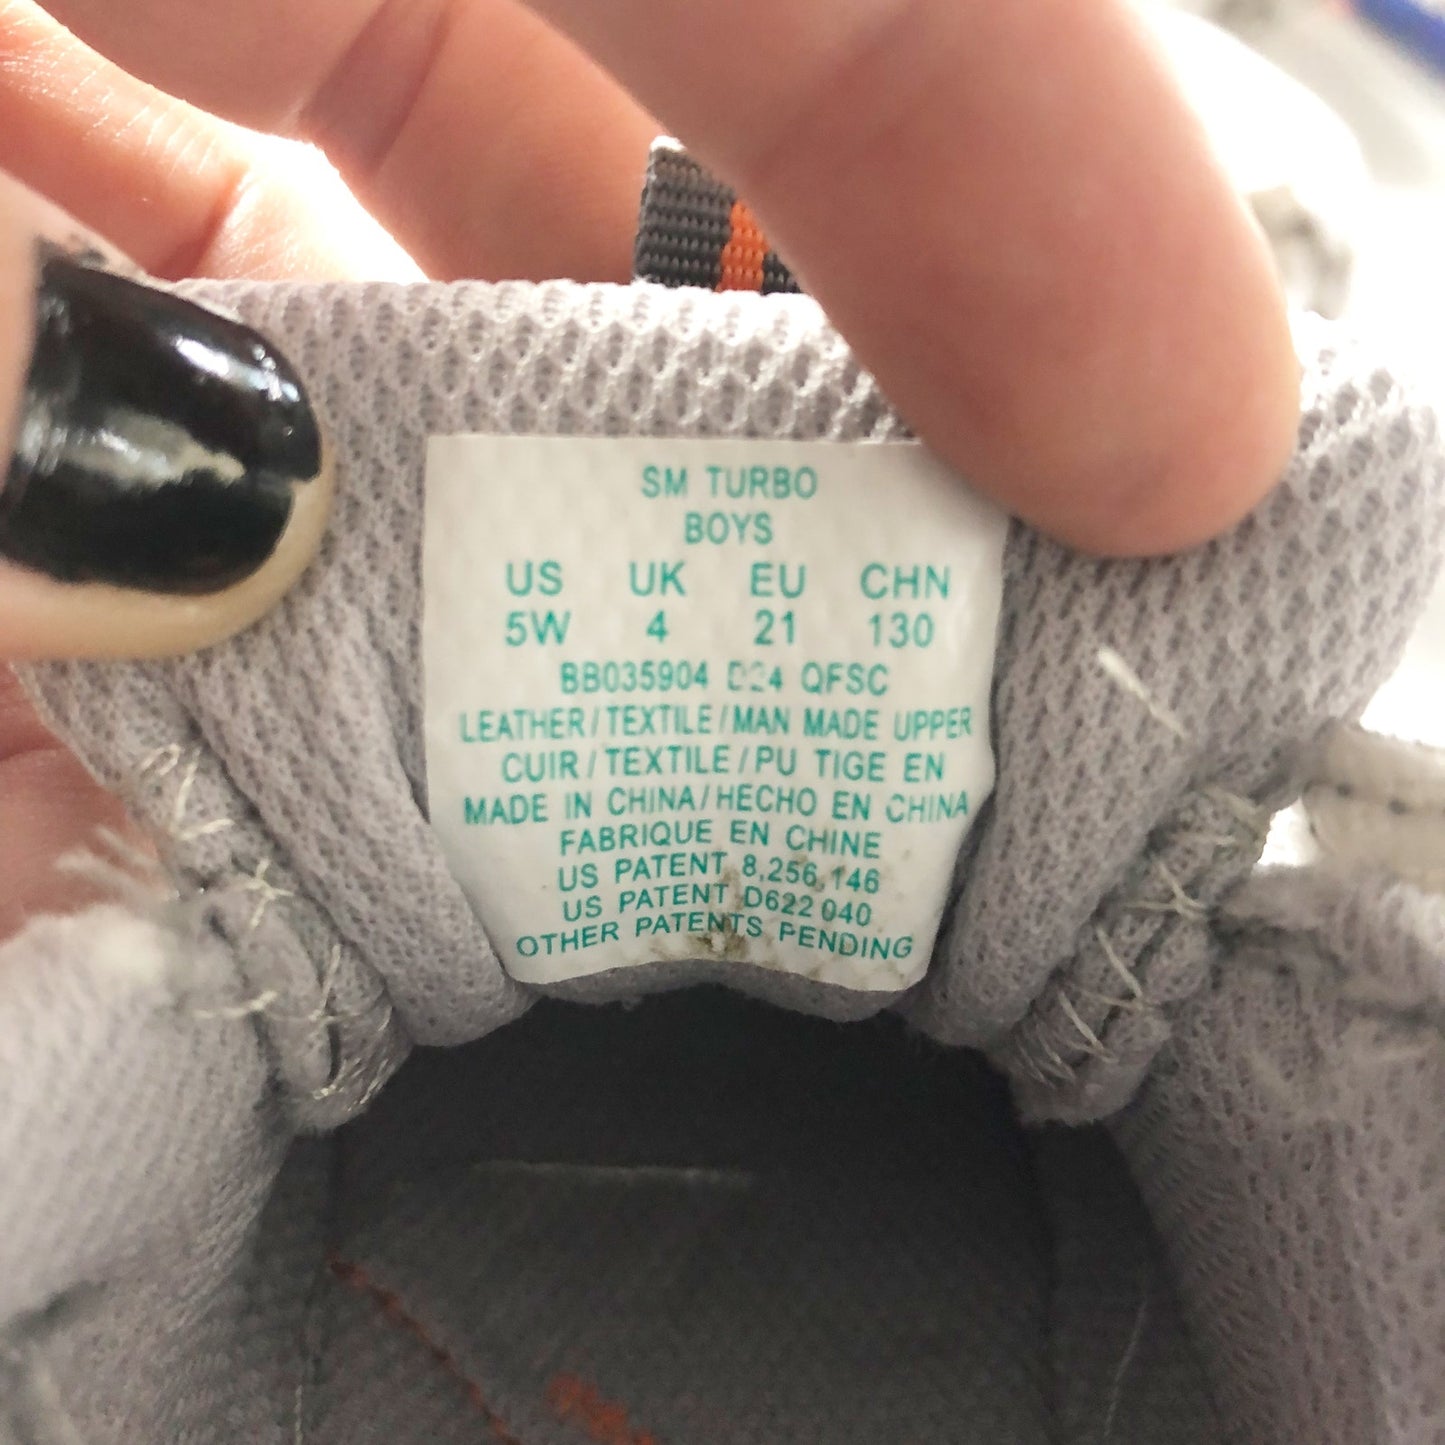 SM TURBO
BOYS
US UK EU CHN
5W 4 21 130
BB035904 QFSC
LEATHER/TEXTILE/MAN MADE UPPER
CUIR/TEXTILE/PU TIGE EN
MADE IN CHINA/HECHO EN CHINA
FABRIQUE EN CHINE
US PATENT 8,256,146
US PATENT D622 040
OTHER PATENTS PENDING